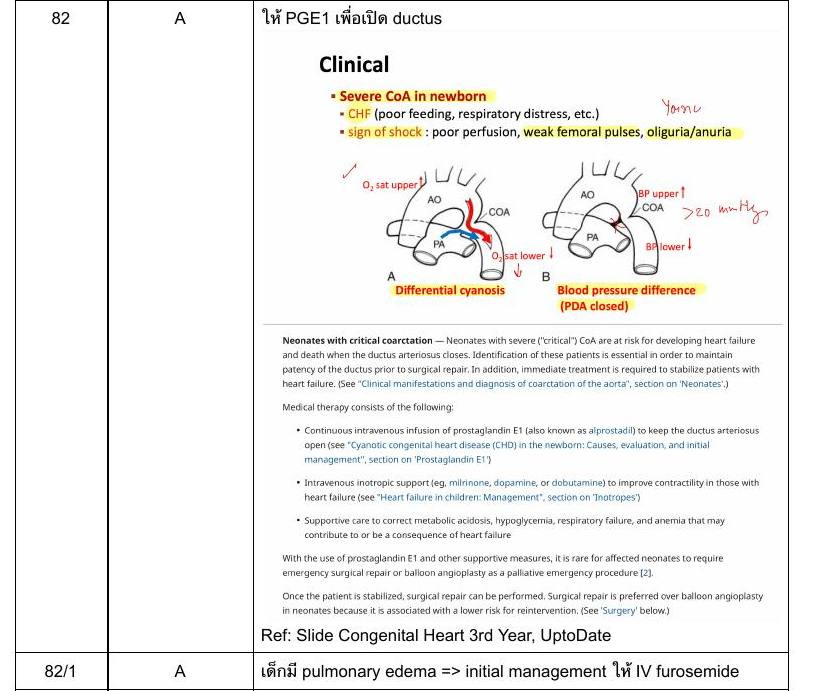 82 A ให้ PGE1 เพื่อเปิด ductus
Clinical
▪ Severe CoA in newborn
▪ CHF (poor feeding, respiratory distress, etc.)
▪ sign of shock : poor perfusion, weak femoral pulses, oliguria/anuria
O₂ sat upper↑
AO
COA
PA
O₂ sat lower ↓
A
Differential cyanosis
AO
BP upper↑
COA
>20 mmHg
PA
BP lower ↓
B
Blood pressure difference
(PDA closed)
Neonates with critical coarctation — Neonates with severe ("critical") CoA are at risk for developing heart failure
and death when the ductus arteriosus closes. Identification of these patients is essential in order to maintain
patency of the ductus prior to surgical repair. In addition, immediate treatment is required to stabilize patients with
heart failure. (See "Clinical manifestations and diagnosis of coarctation of the aorta", section on 'Neonates'.)
Medical therapy consists of the following:
• Continuous intravenous infusion of prostaglandin E1 (also known as alprostadil) to keep the ductus arteriosus
open (see "Cyanotic congenital heart disease (CHD) in the newborn: Causes, evaluation, and initial
management", section on 'Prostaglandin E1')
• Intravenous inotropic support (eg, milrinone, dopamine, or dobutamine) to improve contractility in those with
heart failure (see "Heart failure in children: Management", section on 'Inotropes')
• Supportive care to correct metabolic acidosis, hypoglycemia, respiratory failure, and anemia that may
contribute to or be a consequence of heart failure
With the use of prostaglandin E1 and other supportive measures, it is rare for affected neonates to require
emergency surgical repair or balloon angioplasty as a palliative emergency procedure [2].
Once the patient is stabilized, surgical repair can be performed. Surgical repair is preferred over balloon angioplasty
in neonates because it is associated with a lower risk for reintervention. (See 'Surgery' below.)
Ref: Slide Congenital Heart 3rd Year, UptoDate
82/1 A เด็กมี pulmonary edema => initial management ให้ IV furosemide